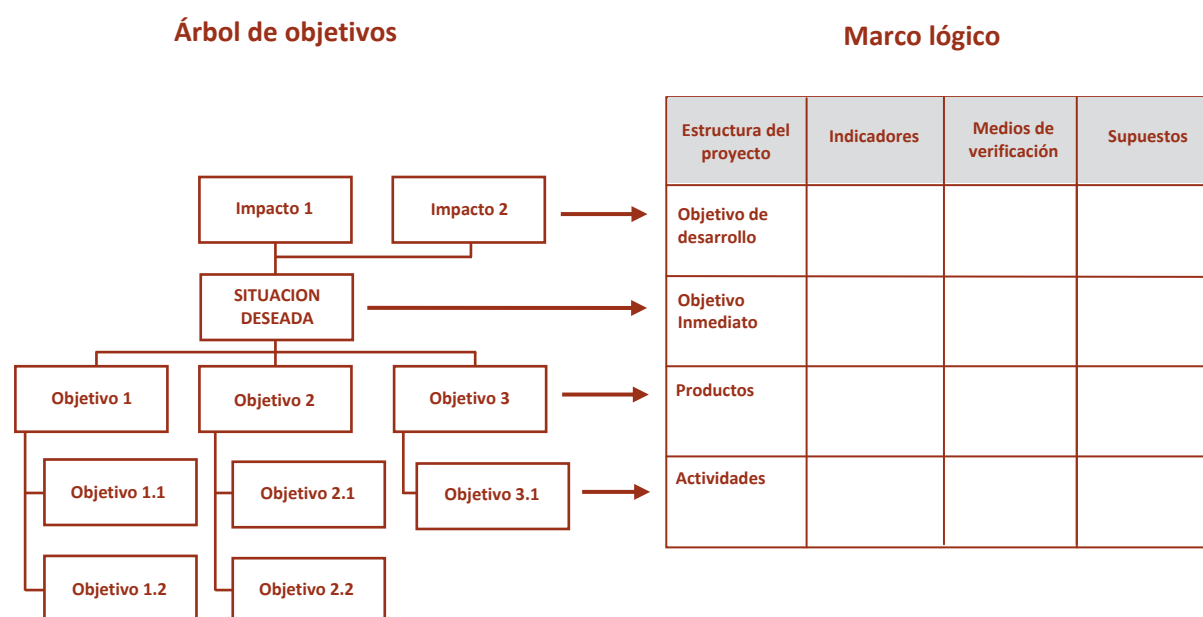 Árbol de objetivos
Marco lógico
Estructura del
proyecto
Indicadores
Medios de
verificación
Supuestos
Impacto 1
Impacto 2
Objetivo de
desarrollo
SITUACION
DESEADA
Objetivo
Inmediato
Objetivo 1
Objetivo 2
Objetivo 3
Productos
Objetivo 1.1
Objetivo 2.1
Objetivo 3.1
Actividades
Objetivo 1.2
Objetivo 2.2